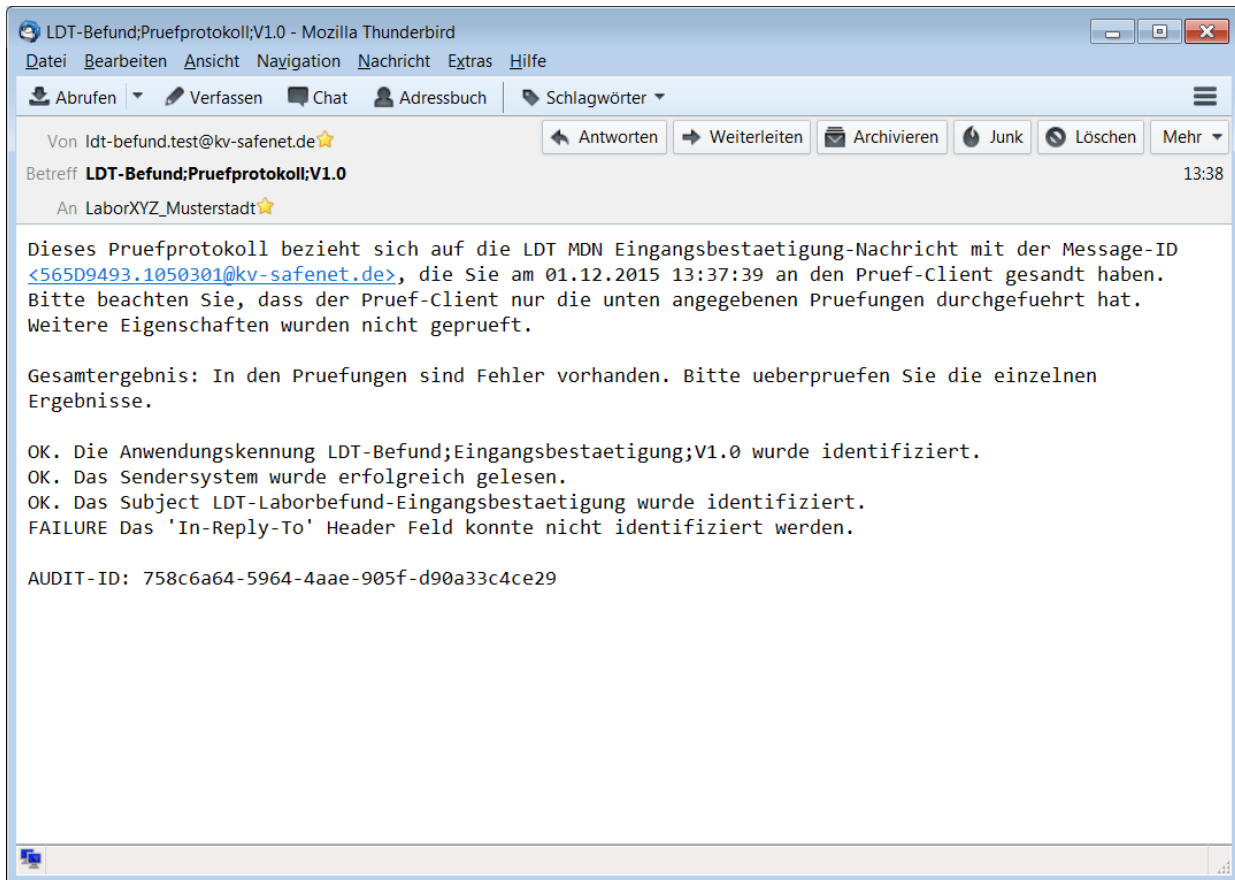 LDT-Befund;Pruefprotokoll;V1.0 - Mozilla Thunderbird
Datei Bearbeiten Ansicht Navigation Nachricht Extras Hilfe
Abrufen Verfassen Chat Adressbuch Schlagwörter
Von ldt-befund.test@kv-safenet.de Antworten Weiterleiten Archivieren Junk Löschen Mehr
Betreff LDT-Befund;Pruefprotokoll;V1.0 13:38
An LaborXYZ_Musterstadt
Dieses Pruefprotokoll bezieht sich auf die LDT MDN Eingangsbestaetigung-Nachricht mit der Message-ID
<565D9493.1050301@kv-safenet.de>, die Sie am 01.12.2015 13:37:39 an den Pruef-Client gesandt haben.
Bitte beachten Sie, dass der Pruef-Client nur die unten angegebenen Pruefungen durchgefuehrt hat.
Weitere Eigenschaften wurden nicht geprueft.
Gesamtergebnis: In den Pruefungen sind Fehler vorhanden. Bitte ueberpruefen Sie die einzelnen
Ergebnisse.
OK. Die Anwendungskennung LDT-Befund;Eingangsbestaetigung;V1.0 wurde identifiziert.
OK. Das Sendersystem wurde erfolgreich gelesen.
OK. Das Subject LDT-Laborbefund-Eingangsbestaetigung wurde identifiziert.
FAILURE Das 'In-Reply-To' Header Feld konnte nicht identifiziert werden.
AUDIT-ID: 758c6a64-5964-4aae-905f-d90a33c4ce29